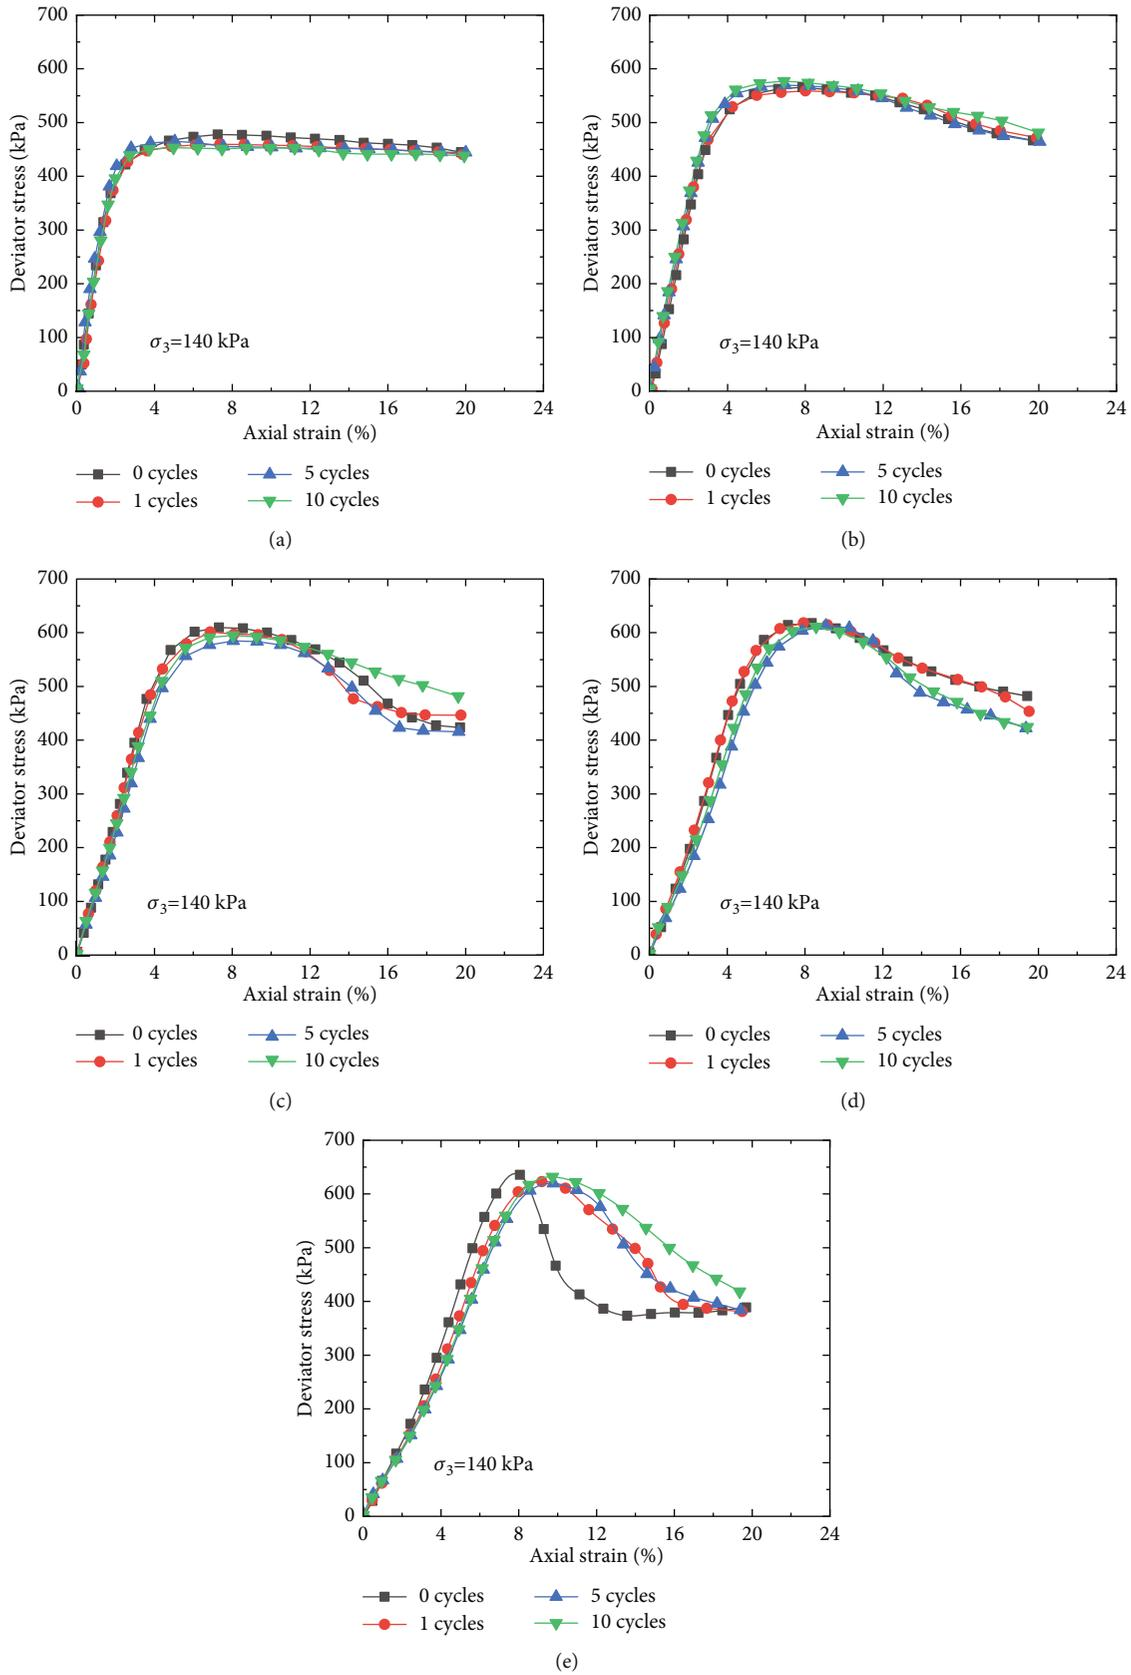 700
600
500
400
300
200
100
0
Deviator stress (kPa)
σ3=140 kPa
0 4 8 12 16 20 24
Axial strain (%)
0 cycles 5 cycles
1 cycles 10 cycles
(a)
700
600
500
400
300
200
100
0
Deviator stress (kPa)
σ3=140 kPa
0 4 8 12 16 20 24
Axial strain (%)
0 cycles 5 cycles
1 cycles 10 cycles
(b)
700
600
500
400
300
200
100
0
Deviator stress (kPa)
σ3=140 kPa
0 4 8 12 16 20 24
Axial strain (%)
0 cycles 5 cycles
1 cycles 10 cycles
(c)
700
600
500
400
300
200
100
0
Deviator stress (kPa)
σ3=140 kPa
0 4 8 12 16 20 24
Axial strain (%)
0 cycles 5 cycles
1 cycles 10 cycles
(d)
700
600
500
400
300
200
100
0
Deviator stress (kPa)
σ3=140 kPa
0 4 8 12 16 20 24
Axial strain (%)
0 cycles 5 cycles
1 cycles 10 cycles
(e)